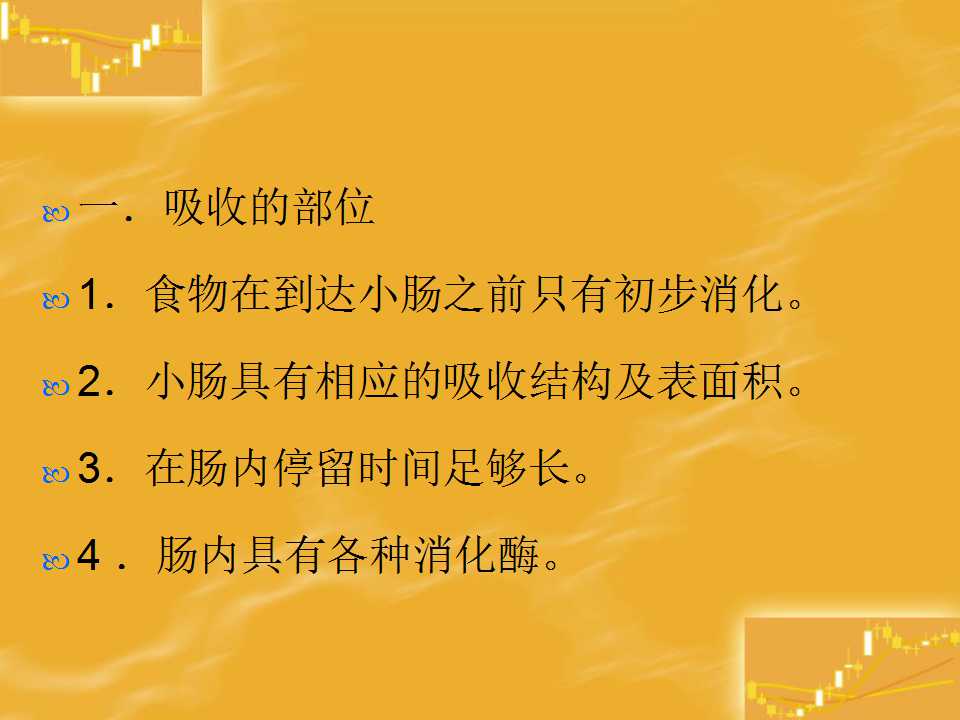 一．吸收的部位
1．食物在到达小肠之前只有初步消化。
2．小肠具有相应的吸收结构及表面积。
3．在肠内停留时间足够长。
4 ．肠内具有各种消化酶。